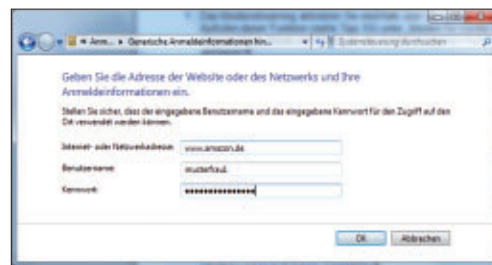 Generische Anmeldeinformationen hin...
Systemsteuerung durchsuchen
Geben Sie die Adresse der Website oder des Netzwerks und Ihre
Anmeldeinformationen ein.
Stellen Sie sicher, dass der eingegebene Benutzername und das eingegebene Kennwort für den Zugriff auf den
Ort verwendet werden können.
Internet- oder Netzwerkadresse: www.amazon.de
Benutzername:
Kennwort: 
OK Abbrechen